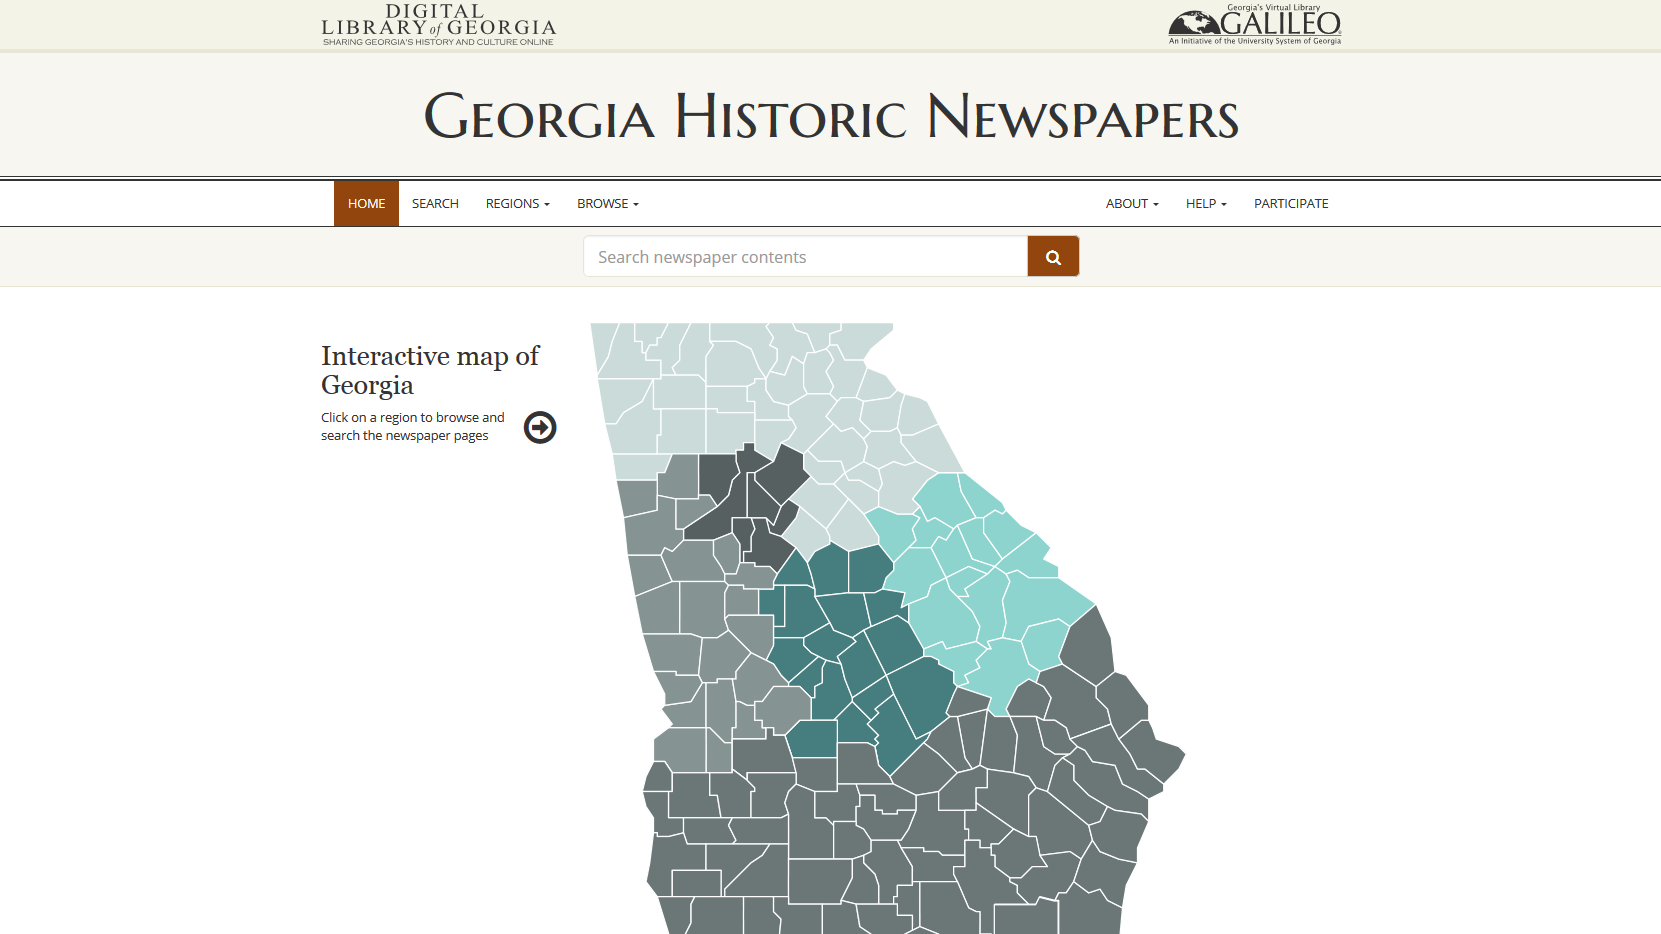 DIGITAL
LIBRARY of GEORGIA
SHARING GEORGIA'S HISTORY AND CULTURE ONLINE
Georgia's Virtual Library
GALILEO
An Initiative of the University System of Georgia
GEORGIA HISTORIC NEWSPAPERS
HOME SEARCH REGIONS BROWSE ABOUT HELP PARTICIPATE
Search newspaper contents
Interactive map of
Georgia
Click on a region to browse and
search the newspaper pages